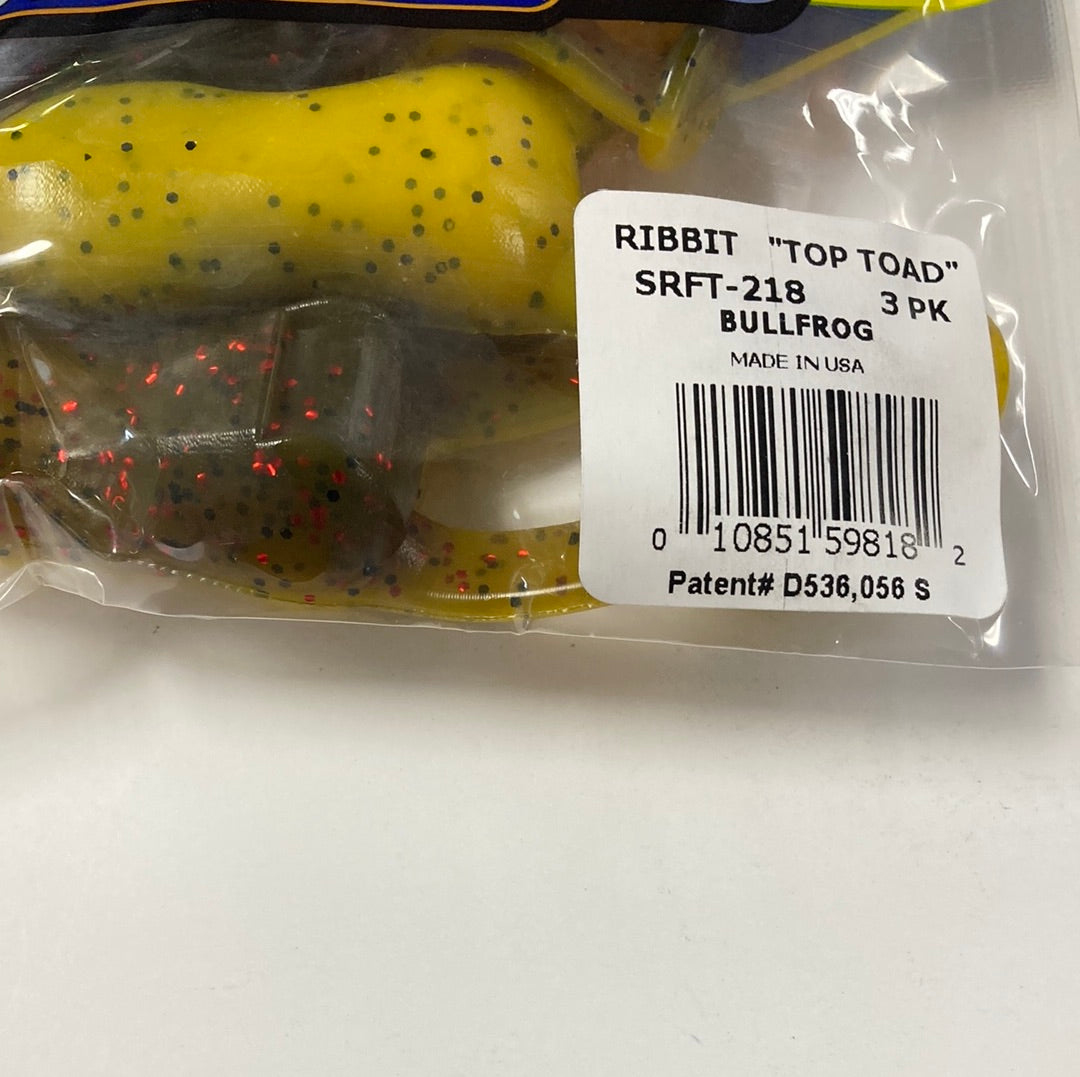 RIBBIT "TOP TOAD"
SRFT-218 3 PK
BULLFROG
MADE IN USA
0 10851 59818 2
Patent# D536,056 S